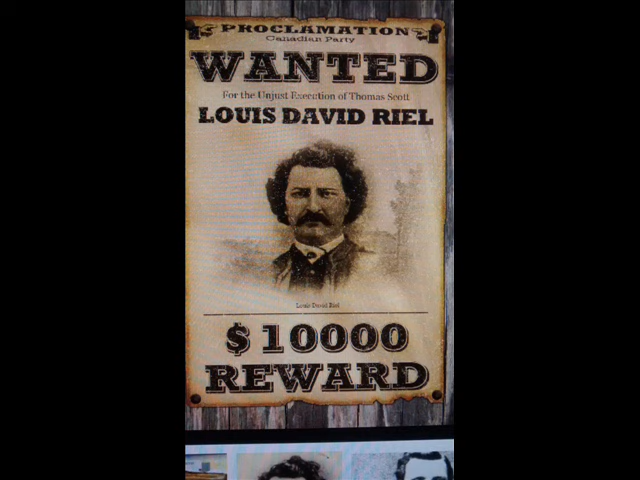 PROCLAMATION
Canadian Party
WANTED
For the Unjust Execution of Thomas Scott
LOUIS DAVID RIEL
Louis David Riel
$10000
REWARD